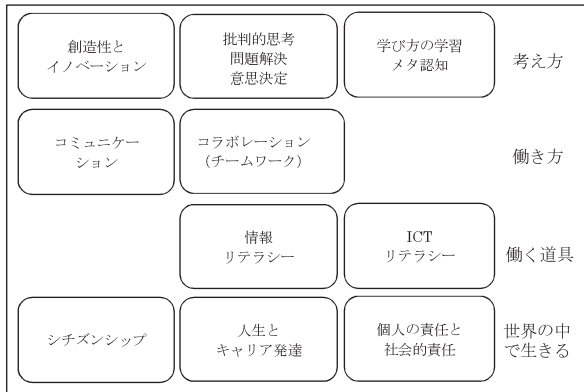 創造性と
イノベーション
批判的思考
問題解決
意思決定
学び方の学習
メタ認知
考え方
コミュニケー
ション
コラボレーション
（チームワーク）
働き方
情報
リテラシー
ICT
リテラシー
働く道具
シチズンシップ
人生と
キャリア発達
個人の責任と
社会的責任
世界の中
で生きる